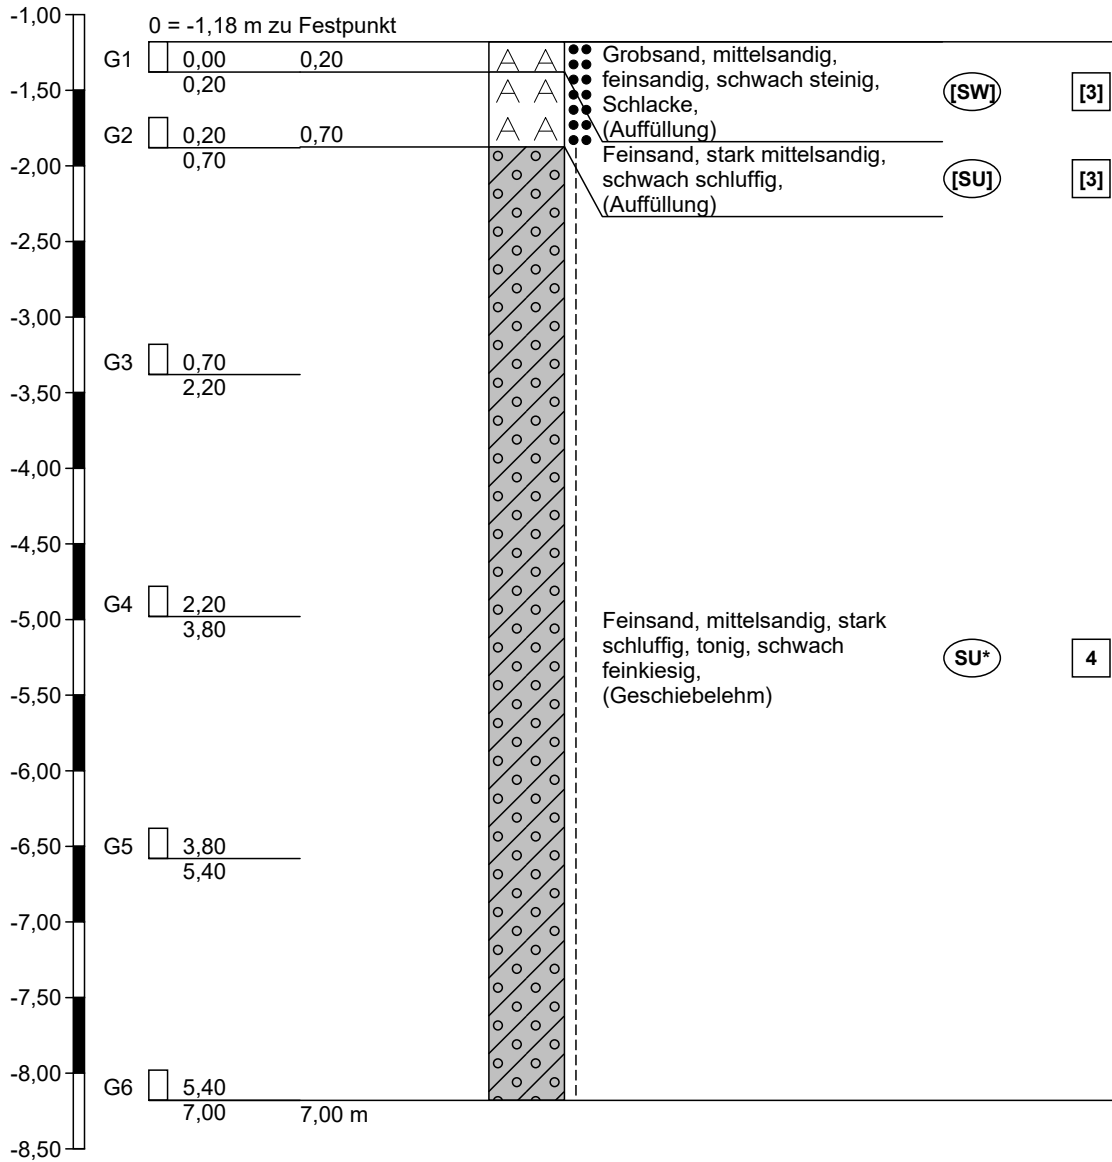 -1,00
0 = -1,18 m zu Festpunkt
G1 0,00 0,20
0,20
Grobsand, mittelsandig,
feinsandig, schwach steinig,
Schlacke,
(Auffüllung)
[SW] [3]
A A
A A
A A
-1,50
G2 0,20 0,70
0,70
Feinsand, stark mittelsandig,
schwach schluffig,
(Auffüllung)
[SU] [3]
-2,00
-2,50
-3,00
G3 0,70
2,20
-3,50
-4,00
-4,50
G4 2,20
3,80
-5,00
Feinsand, mittelsandig, stark
schluffig, tonig, schwach
feinkiesig,
(Geschiebelehm)
SU* 4
-5,50
-6,00
-6,50
G5 3,80
5,40
-7,00
-7,50
-8,00
G6 5,40
7,00 7,00 m
-8,50